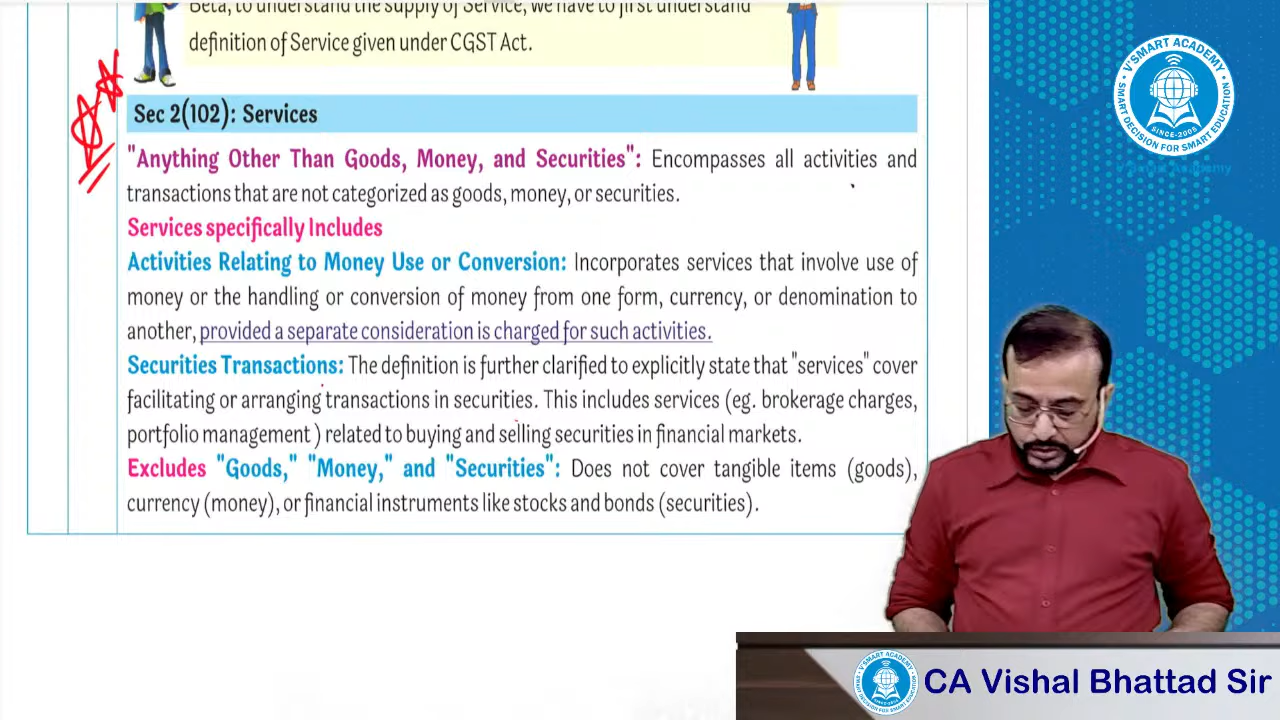 Beta, to understand the supply of Service, we have to first understand
definition of Service given under CGST Act.
Sec 2(102): Services
"Anything Other Than Goods, Money, and Securities": Encompasses all activities and
transactions that are not categorized as goods, money, or securities.
Services specifically Includes
Activities Relating to Money Use or Conversion: Incorporates services that involve use of
money or the handling or conversion of money from one form, currency, or denomination to
another, provided a separate consideration is charged for such activities.
Securities Transactions: The definition is further clarified to explicitly state that "services" cover
facilitating or arranging transactions in securities. This includes services (eg. brokerage charges,
portfolio management ) related to buying and selling securities in financial markets.
Excludes "Goods," "Money," and "Securities": Does not cover tangible items (goods),
currency (money), or financial instruments like stocks and bonds (securities).
V'SMART ACADEMY
SINCE-2008
SMART DECISION FOR SMART EDUCATION
V'Smart Academy
CA Vishal Bhattad Sir